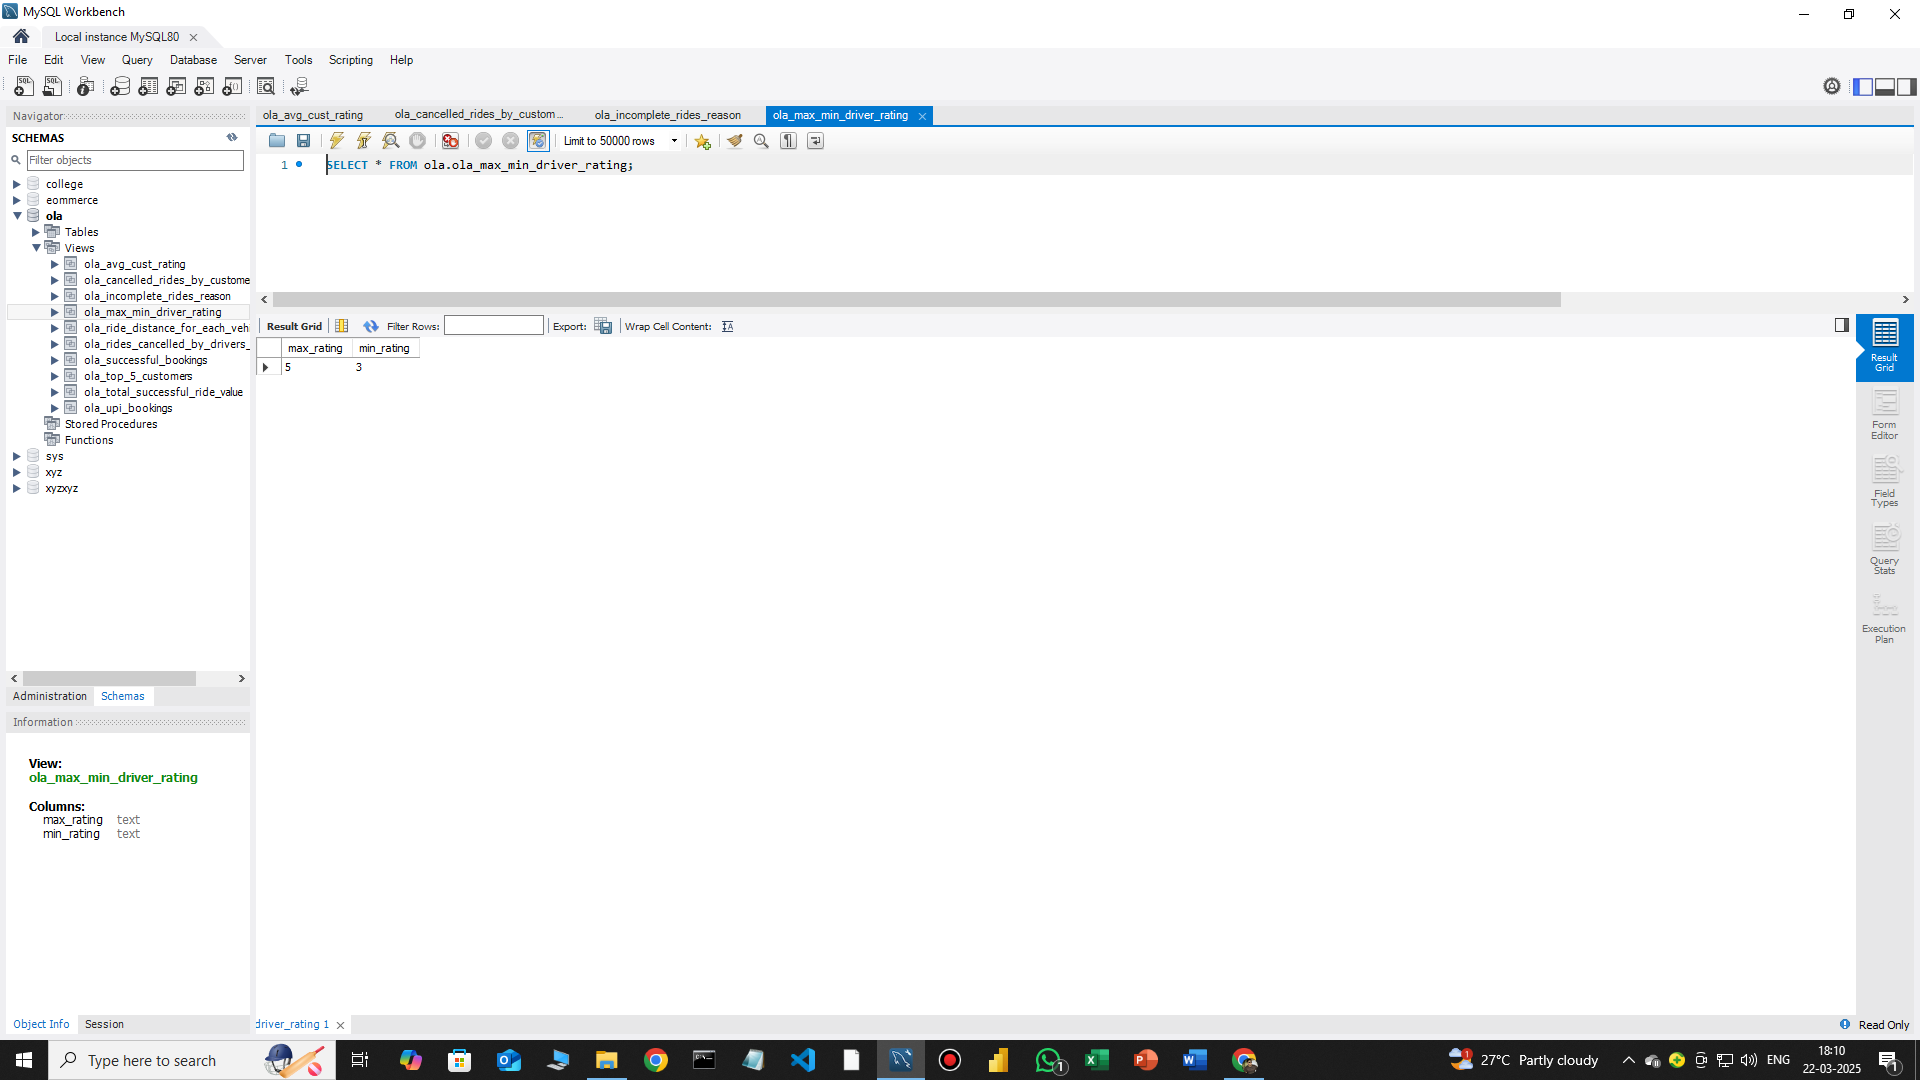 MySQL Workbench
Local instance MySQL80
File Edit View Query Database Server Tools Scripting Help
Navigator
SCHEMAS
Filter objects
college
eommerce
ola
Tables
Views
ola_avg_cust_rating
ola_cancelled_rides_by_custome
ola_incomplete_rides_reason
ola_max_min_driver_rating
ola_ride_distance_for_each_veh
ola_rides_cancelled_by_drivers_
ola_successful_bookings
ola_top_5_customers
ola_total_successful_ride_value
ola_upi_bookings
Stored Procedures
Functions
sys
xyz
xyzxyz
Administration Schemas
Information
View:
ola_max_min_driver_rating
Columns:
max_rating text
min_rating text
Object Info Session
ola_avg_cust_rating ola_cancelled_rides_by_custom... ola_incomplete_rides_reason ola_max_min_driver_rating
Limit to 50000 rows
1 SELECT * FROM ola.ola_max_min_driver_rating;
Result Grid Filter Rows: Export: Wrap Cell Content:
max_rating min_rating
5 3
Result
Grid
Form
Editor
Field
Types
Query
Stats
Execution
Plan
driver_rating 1
Read Only
Type here to search
27°C Partly cloudy
ENG
18:10
22-03-2025